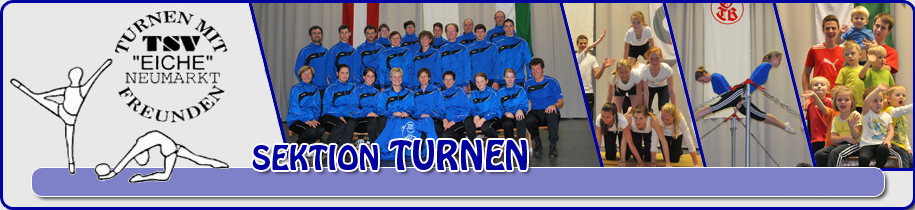 TURNEN MIT
TSV
"EICHE"
NEUMARKT
FREUNDEN
SEKTION TURNEN